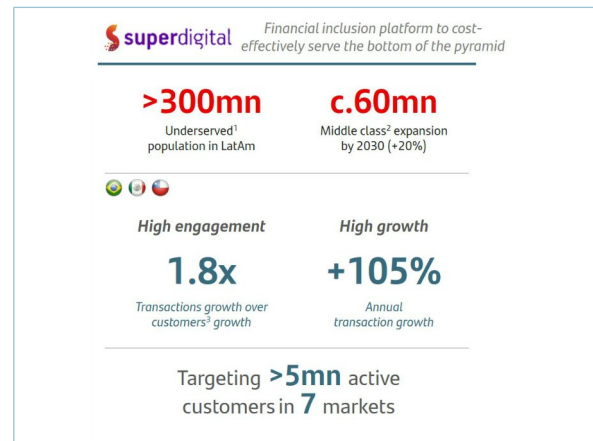 superdigital
Financial inclusion platform to cost-
effectively serve the bottom of the pyramid
>300mn
Underserved¹
population in LatAm
c.60mn
Middle class² expansion
by 2030 (+20%)
High engagement
1.8x
Transactions growth over
customers³ growth
High growth
+105%
Annual
transaction growth
Targeting >5mn active
customers in 7 markets